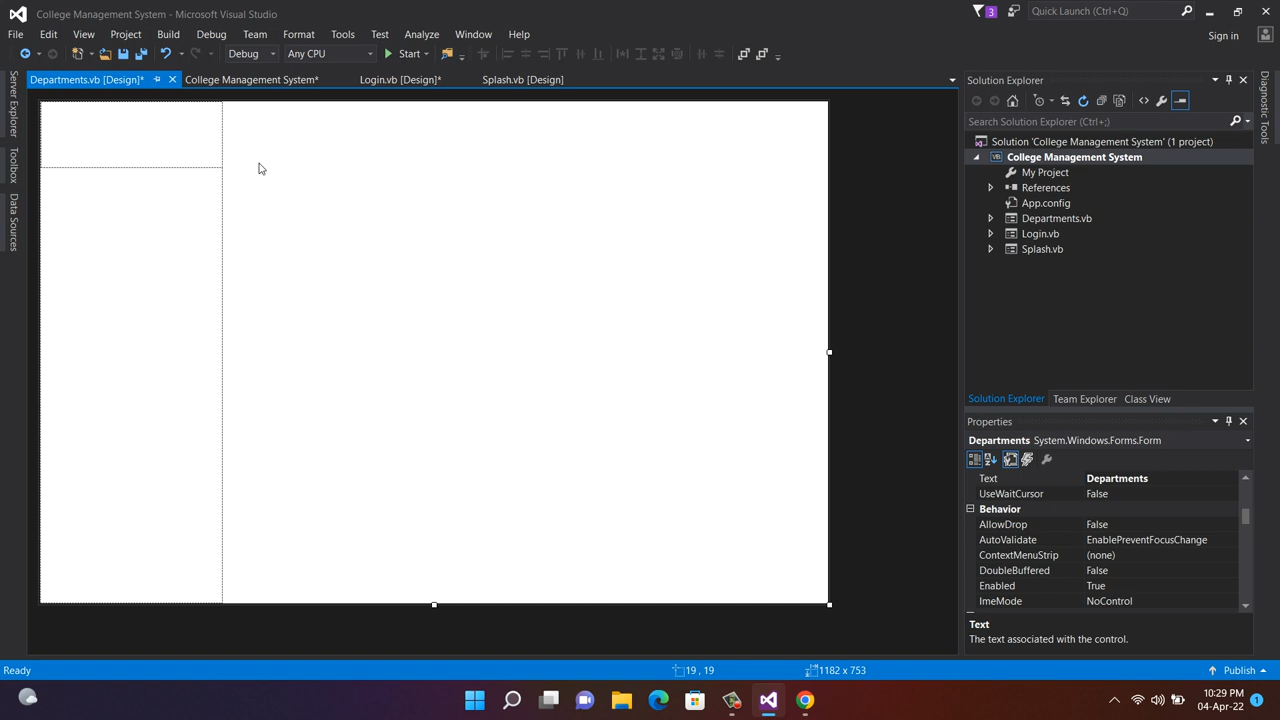 College Management System - Microsoft Visual Studio
3
Quick Launch (Ctrl+Q)
File Edit View Project Build Debug Team Format Tools Test Analyze Window Help
Sign in
Debug Any CPU Start
Departments.vb [Design]* College Management System* Login.vb [Design]* Splash.vb [Design]
Server Explorer
Toolbox
Data Sources
Solution Explorer
Search Solution Explorer (Ctrl+;)
Solution 'College Management System' (1 project)
VB College Management System
My Project
References
App.config
Departments.vb
Login.vb
Splash.vb
Diagnostic Tools
Solution Explorer Team Explorer Class View
Properties
Departments System.Windows.Forms.Form
Text Departments
UseWaitCursor False
Behavior
AllowDrop False
AutoValidate EnablePreventFocusChange
ContextMenuStrip (none)
DoubleBuffered False
Enabled True
ImeMode NoControl
Text
The text associated with the control.
Ready 19 , 19 1182 x 753 Publish
10:29 PM
04-Apr-22
1